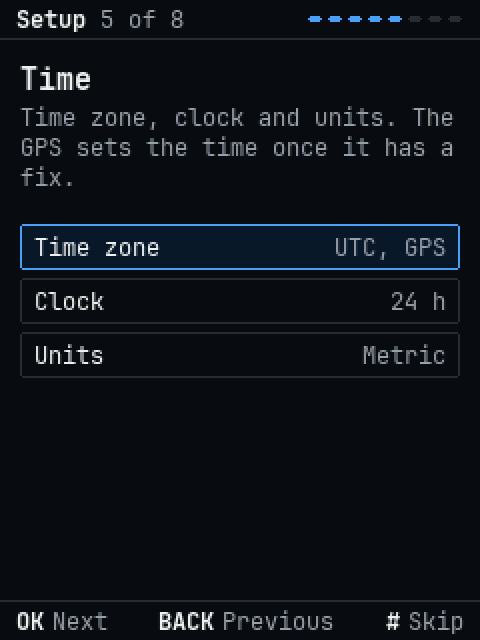 Setup 5 of 8
Time
Time zone, clock and units. The
GPS sets the time once it has a
fix.
Time zone UTC, GPS
Clock 24 h
Units Metric
OK Next BACK Previous # Skip